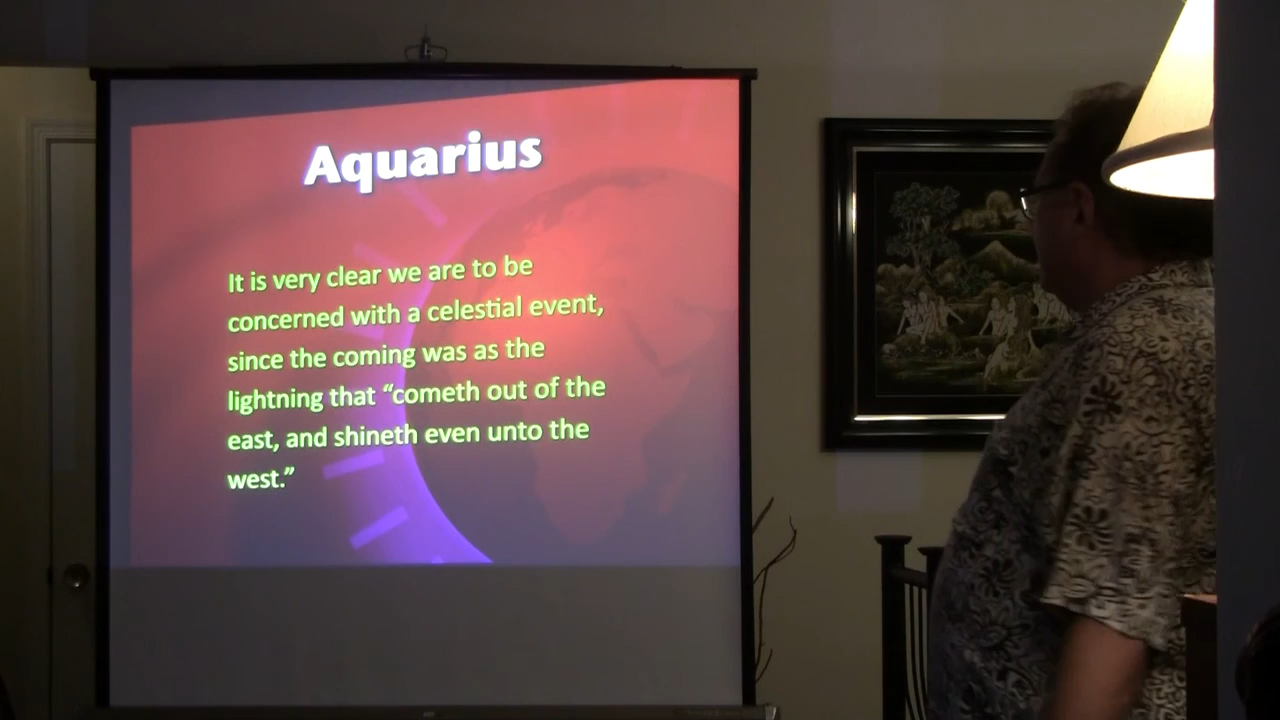 Aquarius
It is very clear we are to be
concerned with a celestial event,
since the coming was as the
lightning that “cometh out of the
east, and shineth even unto the
west.”